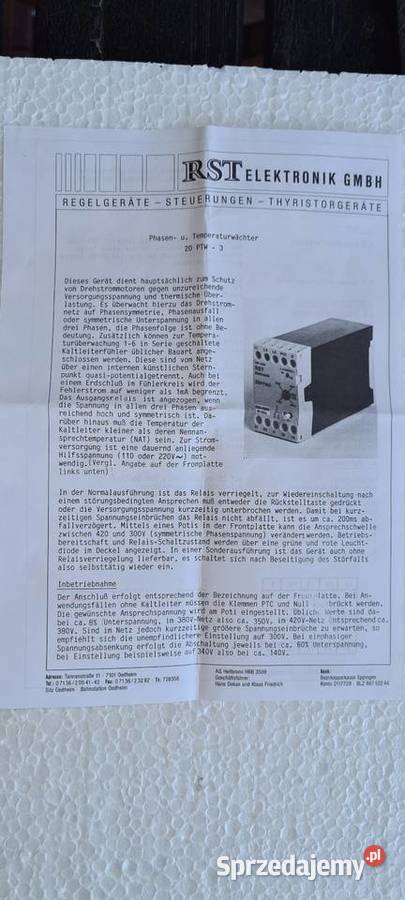 RST ELEKTRONIK GMBH
REGELGERÄTE – STEUERUNGEN – THYRISTORGERÄTE
Phasen- u. Temperaturwächter
20 PTW - 3
Dieses Gerät dient hauptsächlich zum Schutz
von Drehstrommotoren gegen unzureichende
Versorgungsspannung und thermische Über-
lastung. Es überwacht hierzu das Drehstrom-
netz auf Phasensymetrie, Phasenausfall
oder symmetrische Unterspannung in allen
drei Phasen, die Phasenfolge ist ohne Be-
deutung. Zusätzlich können zur Tempera-
turüberwachung 1-6 in Serie geschaltete
Kaltleiterfühler üblicher Bauart ange-
schlossen werden. Diese sind vom Netz
über einen internen künstlichen Stern-
punkt quasi-potentialgetrennt. Auch bei
einem Erdschluß im Fühlerkreis wird der
Fehlerstrom auf weniger als 1mA begrenzt.
Das Ausgangsrelais ist angezogen, wenn
die Spannung in allen drei Phasen aus-
reichend hoch und symmetrisch ist. Da-
rüber hinaus muß die Temperatur der
Kaltleiter kleiner als deren Nennan-
sprechtemperatur (NAT) sein. Zur Strom-
versorgung ist eine dauernd anliegende
Hilfsspannung (110 oder 220V~) not-
wendig.(Vergl. Angabe auf der Fronplatte
links unten)
RST
In der Normalausführung ist das Relais verriegelt, zur Wiedereinschaltung nach
einem störungsbedingten Ansprechen muß entweder die Rückstelltaste gedrückt
oder die Versorgungsspannung kurzzeitig unterbrochen werden. Damit bei kurz-
zeitigen Spannungseinbrüchen das Relais nicht abfällt, ist es um ca. 200ms ab-
fallverzögert. Mittels eines Potis in der Frontplatte kann die Ansprechschwelle
zwischen 420 und 300V (symmetrische Phasenspannung) verändert werden. Betriebs-
bereitschaft und Relais-Schaltzustand werden über eine grüne und rote Leucht-
diode im Deckel angezeigt. In einer Sonderausführung ist das Gerät auch ohne
Relaisverriegelung lieferbar, es schaltet sich nach Beseitigung des Störfalls
also selbsttätig wieder ein.
Inbetriebnahme
Der Anschluß erfolgt entsprechend der Bezeichnung auf der Bei An-
wendungsfällen ohne Kaltleiter müssen die Klemmen PTC und Null brückt werden.
Die gewünschte Ansprechspannung wird am Poti eingestellt. Werte sind da-
bei ca. 8% Unterspannung, im 380V-Netz also ca. 350V, im 420V-Netz entsprechend ca.
380V. Sind im Netz jedoch kurzzeitige größere Spannungseinbrüche zu erwarten, so
empfiehlt sich die unempfindlichere Einstellung auf 300V. Bei einphasiger
Spannungsabsenkung erfolgt die Abschaltung jeweils bei ca. 60% Unterspannung,
bei Einstellung beispielsweise auf 340V also bei ca. 140V.
Adresse: Tannenstraße 11 · 7101 Oedheim
Sitz Oedheim Bahnstation Oedheim
AG. Heilbronn HRB 3509
Geschäftsführer:
Heinz Dekan und Klaus Friedrich
Bank:
Bezirkssparkasse Eppingen
Sprzedajemy.pl